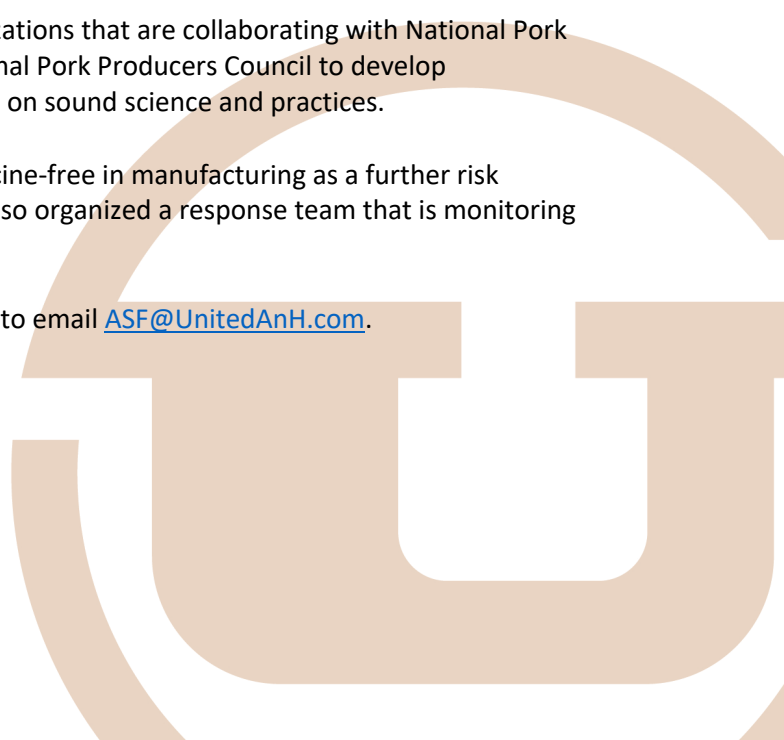 ations that are collaborating with National Pork
nal Pork Producers Council to develop
on sound science and practices.
cine-free in manufacturing as a further risk
so organized a response team that is monitoring
to email ASF@UnitedAnH.com.